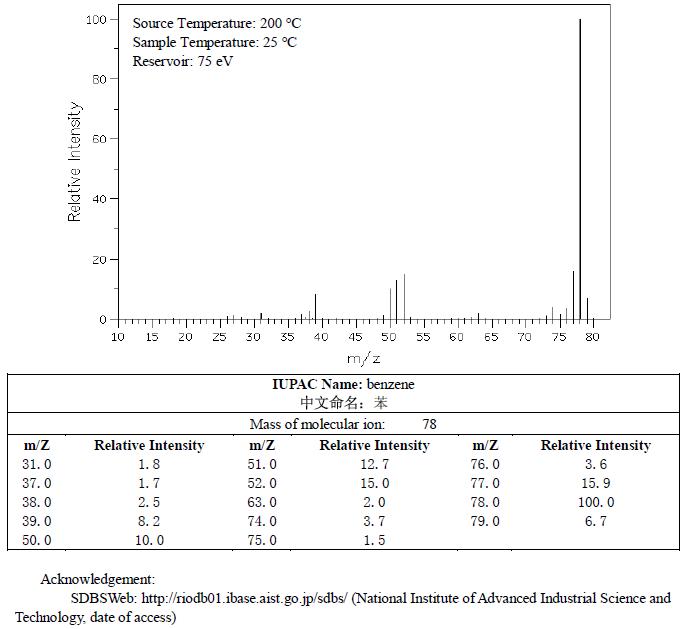 Source Temperature: 200 °C
Sample Temperature: 25 °C
Reservoir: 75 eV
Relative Intensity
100
80
60
40
20
0
10 15 20 25 30 35 40 45 50 55 60 65 70 75 80
m/z
IUPAC Name: benzene
中文命名: 苯
Mass of molecular ion: 78
m/Z Relative Intensity m/Z Relative Intensity m/Z Relative Intensity
31.0 1.8 51.0 12.7 76.0 3.6
37.0 1.7 52.0 15.0 77.0 15.9
38.0 2.5 63.0 2.0 78.0 100.0
39.0 8.2 74.0 3.7 79.0 6.7
50.0 10.0 75.0 1.5
Acknowledgement:
SDBSWeb: http://riodb01.ibase.aist.go.jp/sdbs/ (National Institute of Advanced Industrial Science and
Technology, date of access)